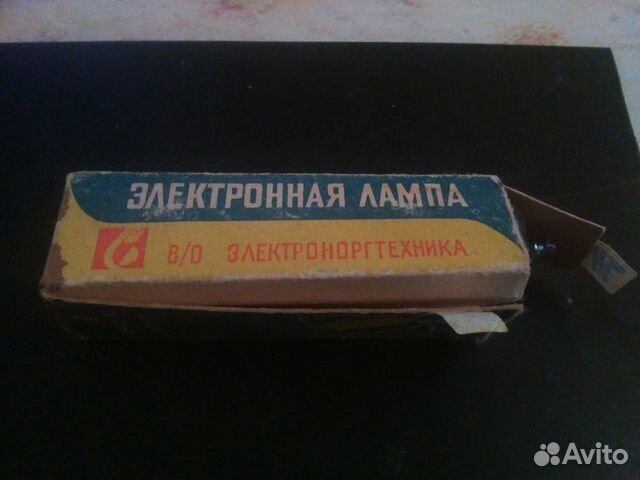 ЭЛЕКТРОННАЯ ЛАМПА
В/О ЭЛЕКТРОНОРГТЕХНИКА
Avito